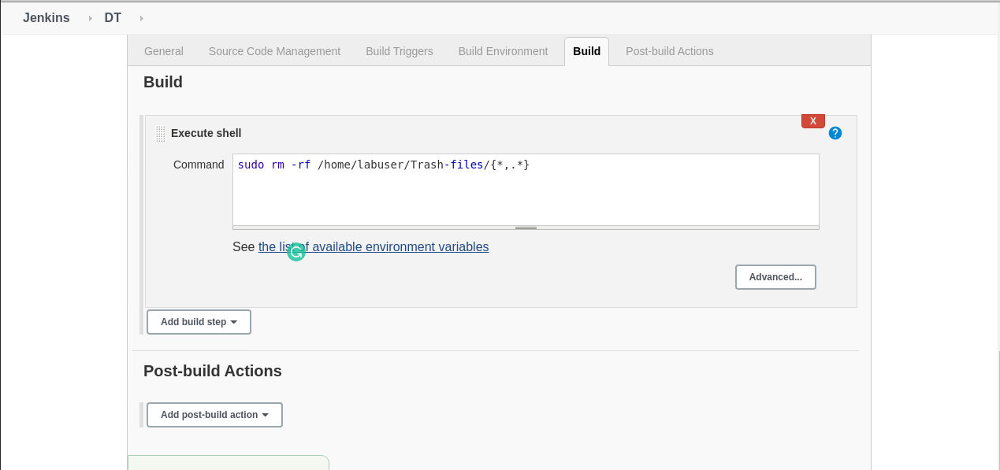 Jenkins DT
General Source Code Management Build Triggers Build Environment Build Post-build Actions
Build
X
Execute shell ?
Command sudo rm -rf /home/labuser/Trash-files/{*,.*}
See the list of available environment variables
Advanced...
Add build step
Post-build Actions
Add post-build action